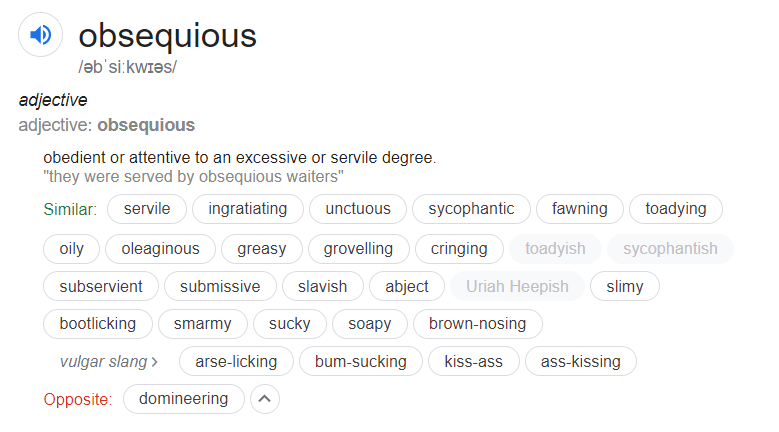 obsequious
/əbˈsiːkwɪəs/
adjective
adjective: obsequious
obedient or attentive to an excessive or servile degree.
"they were served by obsequious waiters"
Similar: servile ingratiating unctuous sycophantic fawning toadying
oily oleaginous greasy grovelling cringing toadyish sycophantish
subservient submissive slavish abject Uriah Heepish slimy
bootlicking smarmy sucky soapy brown-nosing
vulgar slang arse-licking bum-sucking kiss-ass ass-kissing
Opposite: domineering